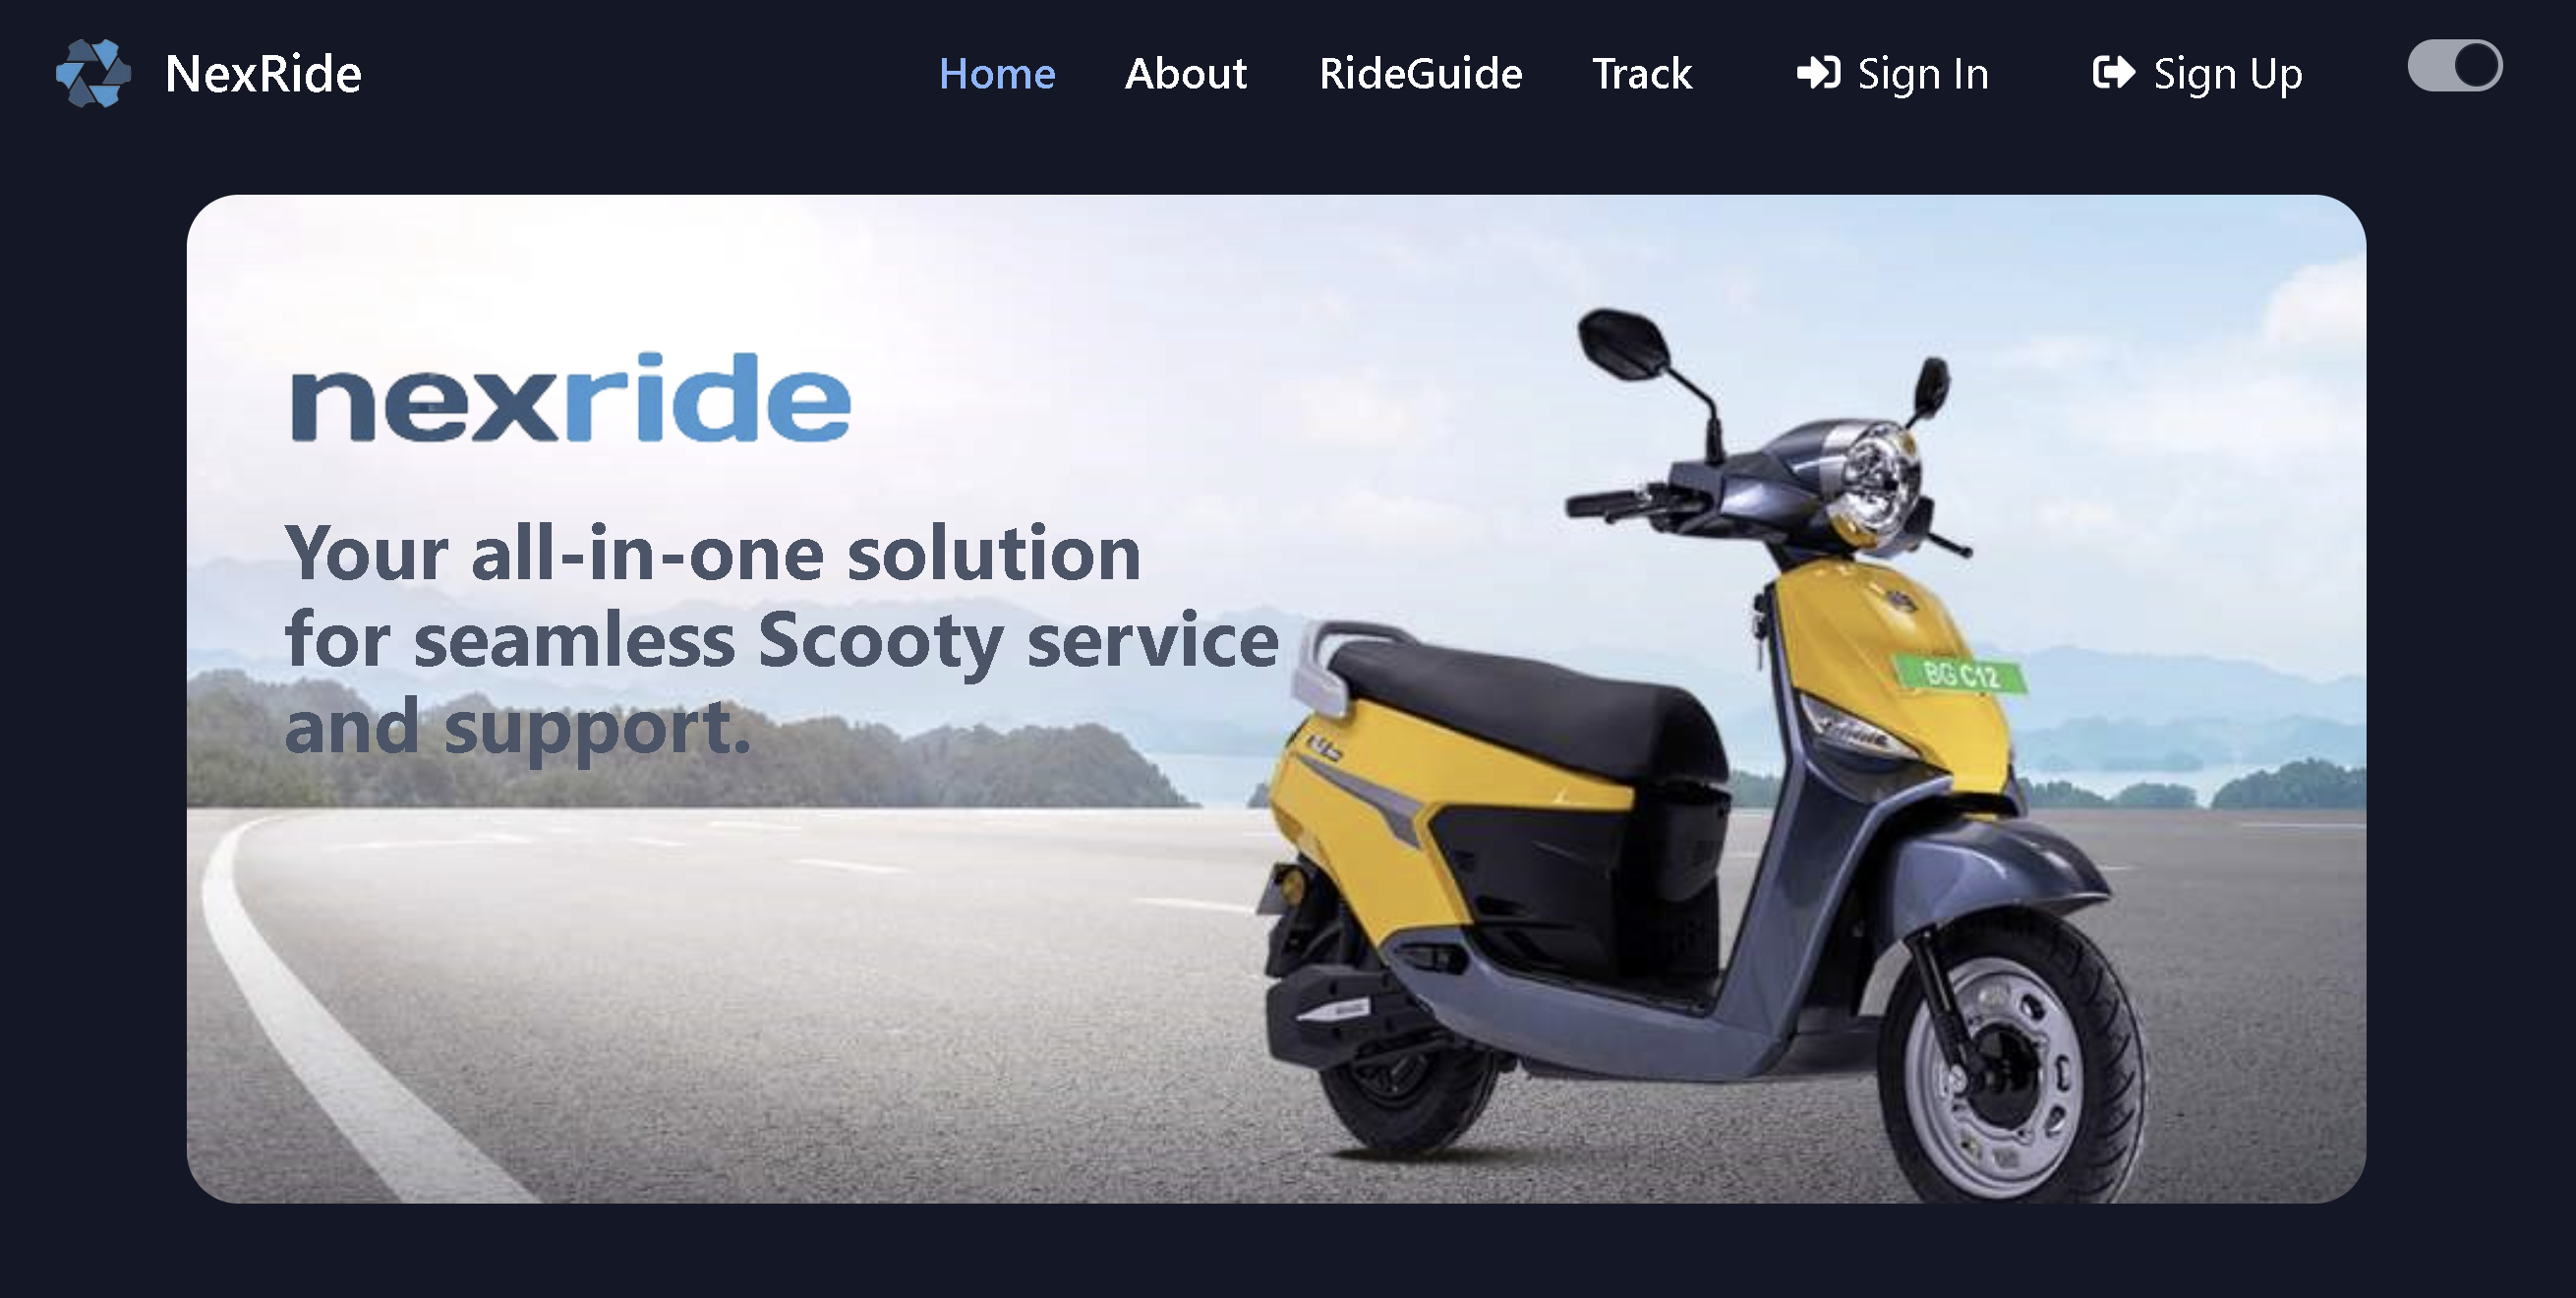 NexRide
Home About RideGuide Track Sign In Sign Up
nexride
Your all-in-one solution
for seamless Scooty service
and support.
BG C12